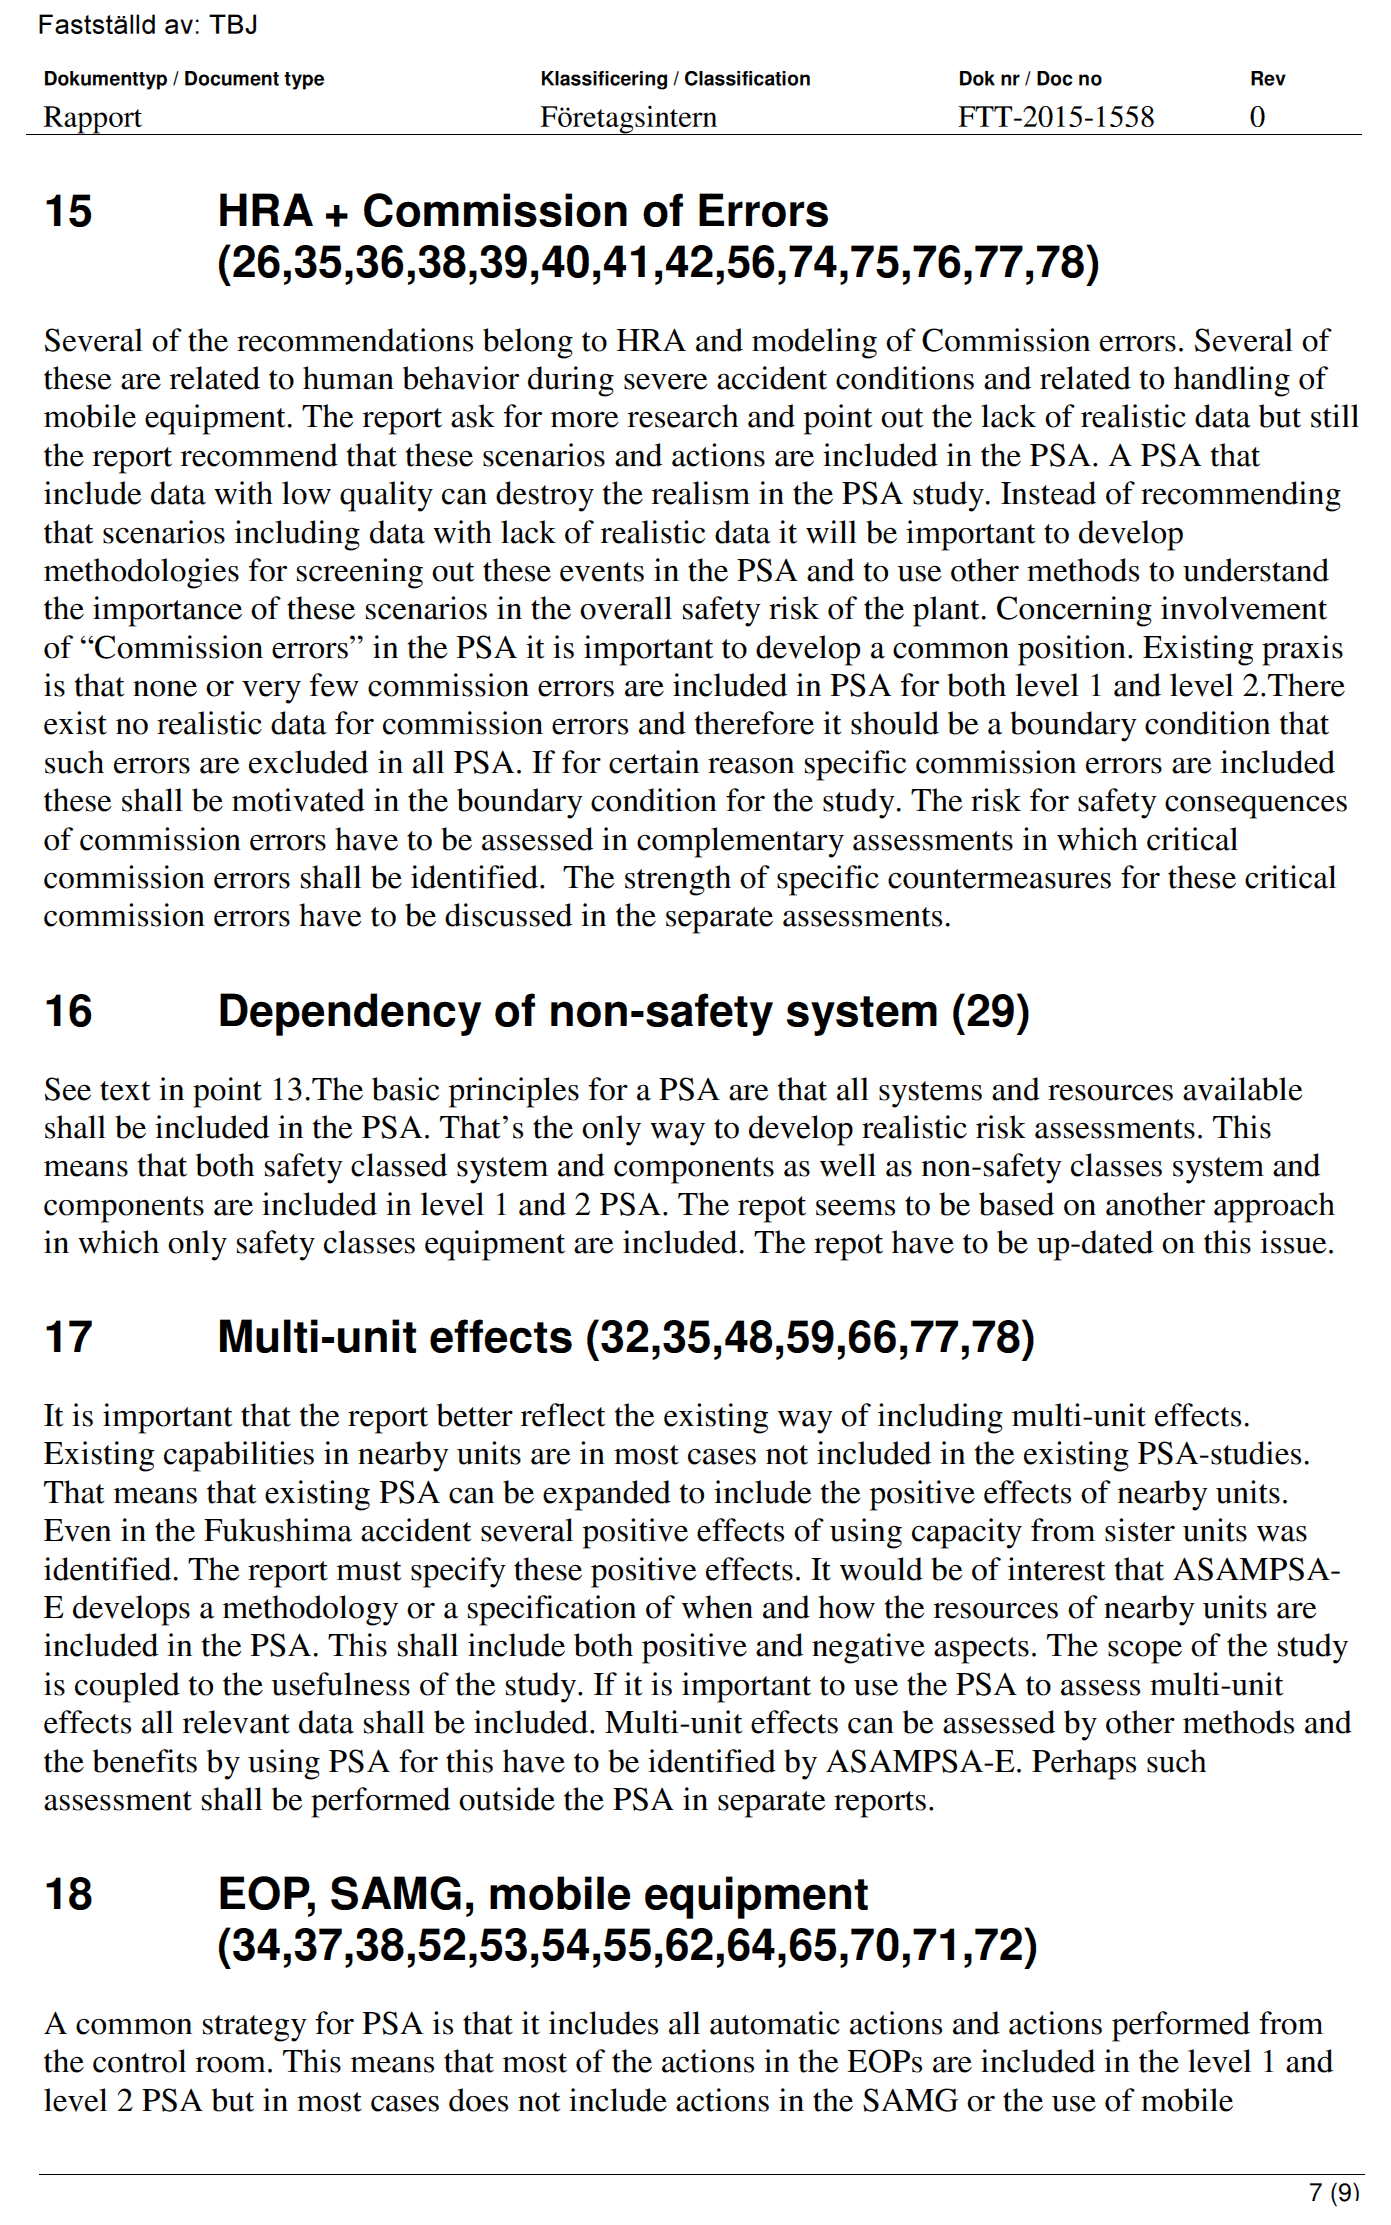 Fastställd av: TBJ
Dokumenttyp / Document type Klassificering / Classification Dok nr / Doc no Rev
Rapport Företagsintern FTT-2015-1558 0
15 HRA + Commission of Errors
(26,35,36,38,39,40,41,42,56,74,75,76,77,78)
Several of the recommendations belong to HRA and modeling of Commission errors. Several of
these are related to human behavior during severe accident conditions and related to handling of
mobile equipment. The report ask for more research and point out the lack of realistic data but still
the report recommend that these scenarios and actions are included in the PSA. A PSA that
include data with low quality can destroy the realism in the PSA study. Instead of recommending
that scenarios including data with lack of realistic data it will be important to develop
methodologies for screening out these events in the PSA and to use other methods to understand
the importance of these scenarios in the overall safety risk of the plant. Concerning involvement
of “Commission errors” in the PSA it is important to develop a common position. Existing praxis
is that none or very few commission errors are included in PSA for both level 1 and level 2.There
exist no realistic data for commission errors and therefore it should be a boundary condition that
such errors are excluded in all PSA. If for certain reason specific commission errors are included
these shall be motivated in the boundary condition for the study. The risk for safety consequences
of commission errors have to be assessed in complementary assessments in which critical
commission errors shall be identified.  The strength of specific countermeasures for these critical
commission errors have to be discussed in the separate assessments.
16 Dependency of non-safety system (29)
See text in point 13.The basic principles for a PSA are that all systems and resources available
shall be included in the PSA. That’s the only way to develop realistic risk assessments. This
means that both safety classed system and components as well as non-safety classes system and
components are included in level 1 and 2 PSA. The repot seems to be based on another approach
in which only safety classes equipment are included. The repot have to be up-dated on this issue.
17 Multi-unit effects (32,35,48,59,66,77,78)
It is important that the report better reflect the existing way of including multi-unit effects.
Existing capabilities in nearby units are in most cases not included in the existing PSA-studies.
That means that existing PSA can be expanded to include the positive effects of nearby units.
Even in the Fukushima accident several positive effects of using capacity from sister units was
identified. The report must specify these positive effects. It would be of interest that ASAMPSA-
E develops a methodology or a specification of when and how the resources of nearby units are
included in the PSA. This shall include both positive and negative aspects. The scope of the study
is coupled to the usefulness of the study. If it is important to use the PSA to assess multi-unit
effects all relevant data shall be included. Multi-unit effects can be assessed by other methods and
the benefits by using PSA for this have to be identified by ASAMPSA-E. Perhaps such
assessment shall be performed outside the PSA in separate reports.
18 EOP, SAMG, mobile equipment
(34,37,38,52,53,54,55,62,64,65,70,71,72)
A common strategy for PSA is that it includes all automatic actions and actions performed from
the control room. This means that most of the actions in the EOPs are included in the level 1 and
level 2 PSA but in most cases does not include actions in the SAMG or the use of mobile
7 (9)